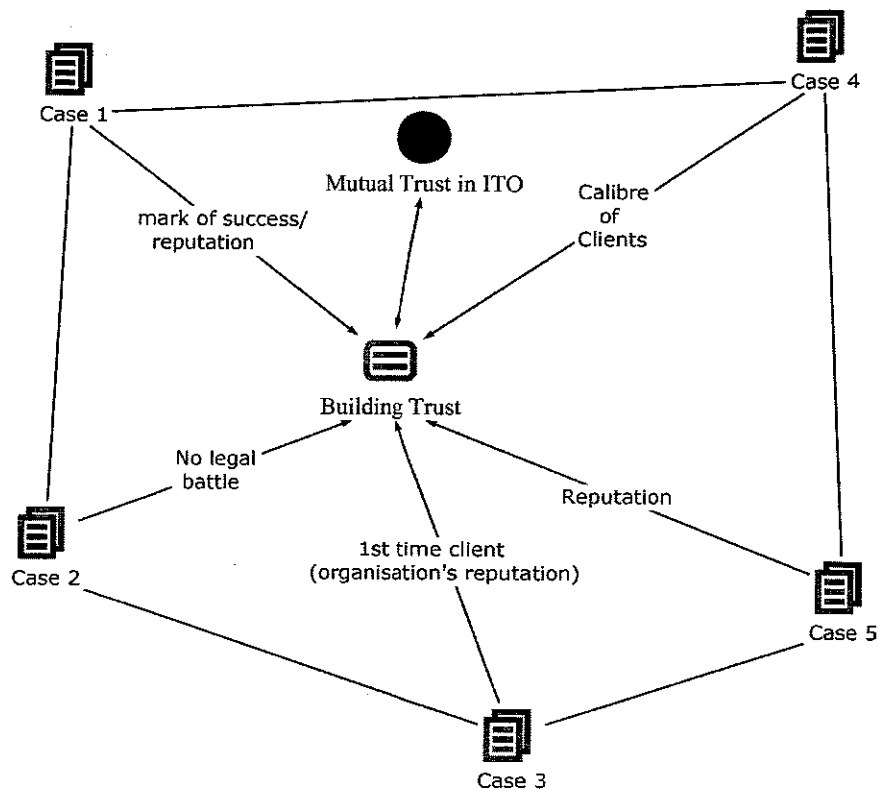 Case 1
Case 4
Mutual Trust in ITO
mark of success/
reputation
Calibre
of
Clients
Building Trust
No legal
battle
Reputation
1st time client
(organisation's reputation)
Case 2
Case 5
Case 3